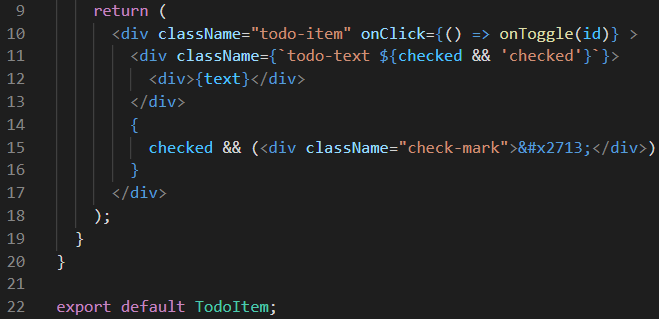 9 return (
10 <div className="todo-item" onClick={() => onToggle(id)} >
11 <div className={`todo-text ${checked && 'checked'}`}>
12 <div>{text}</div>
13 </div>
14 {
15 checked && (<div className="check-mark">&#x2713;</div>)
16 }
17 </div>
18 );
19 }
20 }
21
22 export default TodoItem;